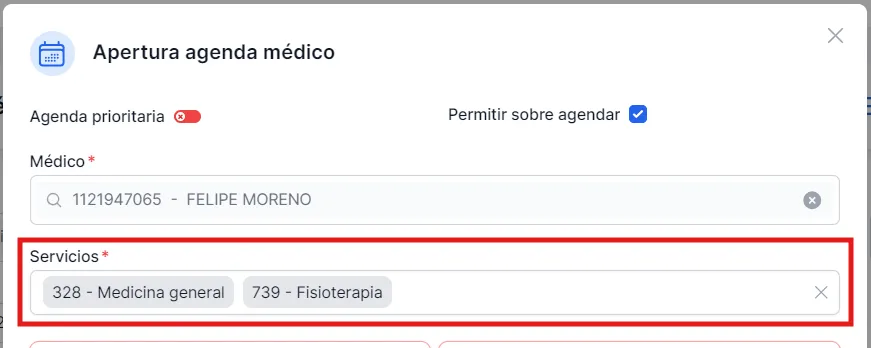 Apertura agenda médico
Agenda prioritaria
Permitir sobre agendar
Médico*
1121947065 - FELIPE MORENO
Servicios*
328 - Medicina general
739 - Fisioterapia